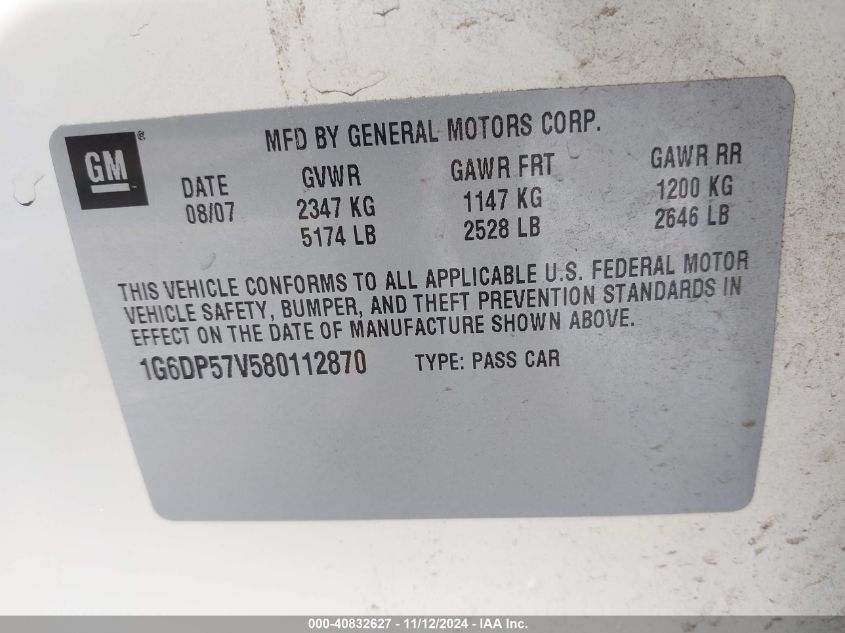 GM®
MFD BY GENERAL MOTORS CORP.
DATE GVWR GAWR FRT GAWR RR
08/07 2347 KG 1147 KG 1200 KG
5174 LB 2528 LB 2646 LB
THIS VEHICLE CONFORMS TO ALL APPLICABLE U.S. FEDERAL MOTOR
VEHICLE SAFETY, BUMPER, AND THEFT PREVENTION STANDARDS IN
EFFECT ON THE DATE OF MANUFACTURE SHOWN ABOVE.
1G6DP57V580112870 TYPE: PASS CAR
000-40832627 - 11/12/2024 - IAA Inc.